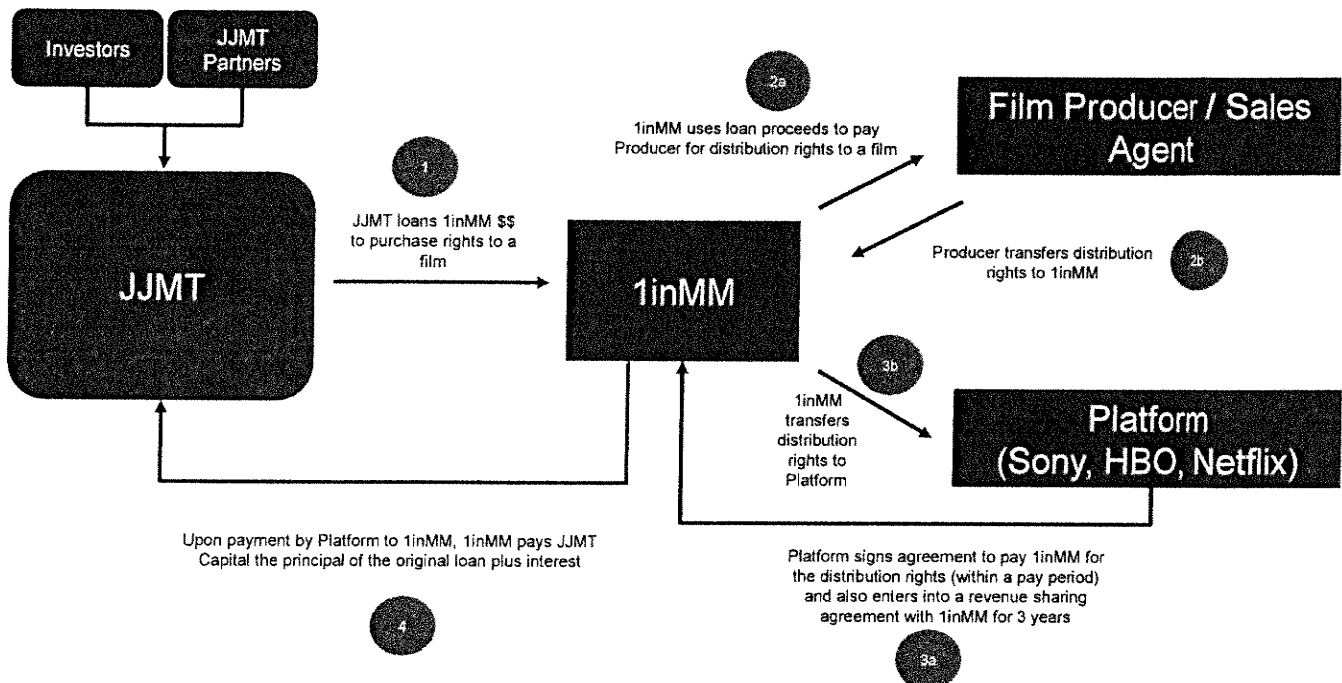 Investors
JJMT
Partners
2a
1inMM uses loan proceeds to pay
Producer for distribution rights to a film
Film Producer / Sales
Agent
1
JJMT loans 1inMM $$
to purchase rights to a
film
JJMT
1inMM
Producer transfers distribution
rights to 1inMM
2b
3b
1inMM
transfers
distribution
rights to
Platform
Platform
(Sony, HBO, Netflix)
Upon payment by Platform to 1inMM, 1inMM pays JJMT
Capital the principal of the original loan plus interest
4
Platform signs agreement to pay 1inMM for
the distribution rights (within a pay period)
and also enters into a revenue sharing
agreement with 1inMM for 3 years
3a